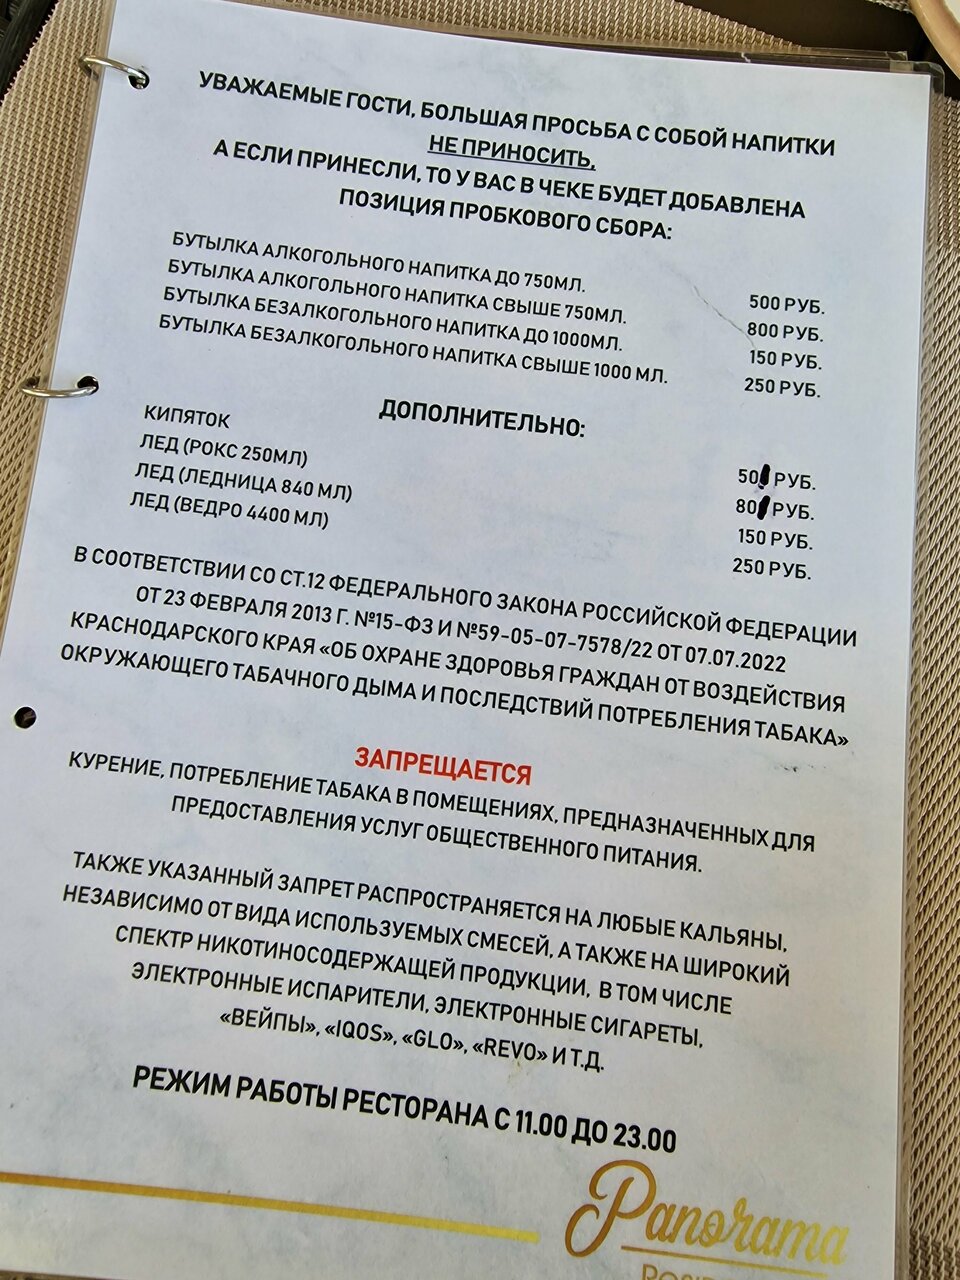 УВАЖАЕМЫЕ ГОСТИ, БОЛЬШАЯ ПРОСЬБА С СОБОЙ НАПИТКИ
НЕ ПРИНОСИТЬ,
А ЕСЛИ ПРИНЕСЛИ, ТО У ВАС В ЧЕКЕ БУДЕТ ДОБАВЛЕНА
ПОЗИЦИЯ ПРОБКОВОГО СБОРА:
БУТЫЛКА АЛКОГОЛЬНОГО НАПИТКА ДО 750МЛ. 500 РУБ.
БУТЫЛКА АЛКОГОЛЬНОГО НАПИТКА СВЫШЕ 750МЛ. 800 РУБ.
БУТЫЛКА БЕЗАЛКОГОЛЬНОГО НАПИТКА ДО 1000МЛ. 150 РУБ.
БУТЫЛКА БЕЗАЛКОГОЛЬНОГО НАПИТКА СВЫШЕ 1000 МЛ. 250 РУБ.
ДОПОЛНИТЕЛЬНО:
КИПЯТОК 50 РУБ.
ЛЕД (РОКС 250МЛ) 80 РУБ.
ЛЕД (ЛЕДНИЦА 840 МЛ) 150 РУБ.
ЛЕД (ВЕДРО 4400 МЛ) 250 РУБ.
В СООТВЕТСТВИИ СО СТ.12 ФЕДЕРАЛЬНОГО ЗАКОНА РОССИЙСКОЙ ФЕДЕРАЦИИ
ОТ 23 ФЕВРАЛЯ 2013 Г. №15-ФЗ И №59-05-07-7578/22 ОТ 07.07.2022
КРАСНОДАРСКОГО КРАЯ «ОБ ОХРАНЕ ЗДОРОВЬЯ ГРАЖДАН ОТ ВОЗДЕЙСТВИЯ
ОКРУЖАЮЩЕГО ТАБАЧНОГО ДЫМА И ПОСЛЕДСТВИЙ ПОТРЕБЛЕНИЯ ТАБАКА»
ЗАПРЕЩАЕТСЯ
КУРЕНИЕ, ПОТРЕБЛЕНИЕ ТАБАКА В ПОМЕЩЕНИЯХ, ПРЕДНАЗНАЧЕННЫХ ДЛЯ
ПРЕДОСТАВЛЕНИЯ УСЛУГ ОБЩЕСТВЕННОГО ПИТАНИЯ.
ТАКЖЕ УКАЗАННЫЙ ЗАПРЕТ РАСПРОСТРАНЯЕТСЯ НА ЛЮБЫЕ КАЛЬЯНЫ,
НЕЗАВИСИМО ОТ ВИДА ИСПОЛЬЗУЕМЫХ СМЕСЕЙ, А ТАКЖЕ НА ШИРОКИЙ
СПЕКТР НИКОТИНОСОДЕРЖАЩЕЙ ПРОДУКЦИИ, В ТОМ ЧИСЛЕ
ЭЛЕКТРОННЫЕ ИСПАРИТЕЛИ, ЭЛЕКТРОННЫЕ СИГАРЕТЫ,
«ВЕЙПЫ», «IQOS», «GLO», «REVO» И Т.Д.
РЕЖИМ РАБОТЫ РЕСТОРАНА С 11.00 ДО 23.00
Panorama